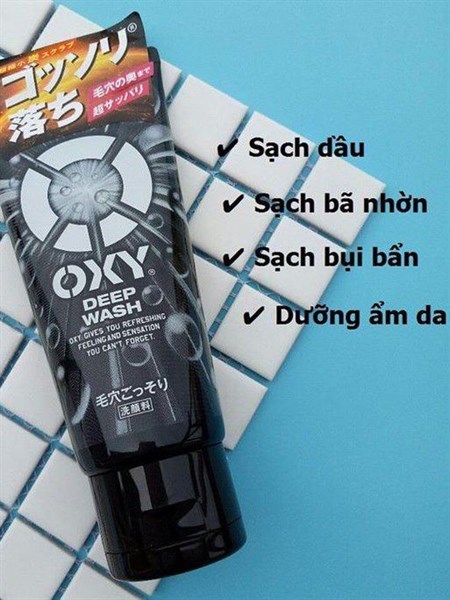 ゴッソリ®
落ち
毛穴の奥まで
超サッパリ
OXY®
DEEP
WASH
OXY GIVES YOU REFRESHING
FEELING AND SENSATION
YOU CAN'T FORGET.
毛穴ごっそり
洗顔料
✔ Sạch dầu
✔ Sạch bã nhờn
✔ Sạch bụi bẩn
✔ Dưỡng ẩm da